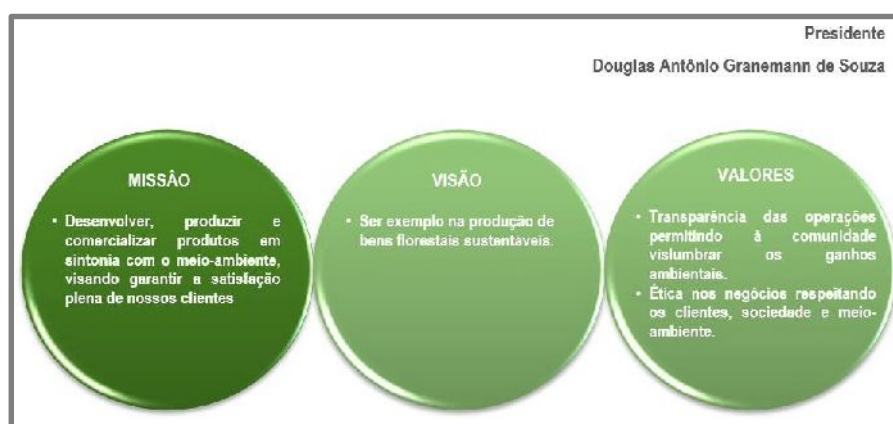 Presidente
Douglas Antônio Granemann de Souza
MISSÂO
• Desenvolver, produzir e
comercializar produtos em
sintonia com o meio-ambiente,
visando garantir a satisfação
plena de nossos clientes
VISÃO
• Ser exemplo na produção de
bens florestais sustentáveis.
VALORES
• Transparência das operações
permitindo à comunidade
vislumbrar os ganhos
ambientais.
• Ética nos negócios respeitando
os clientes, sociedade e meio-
ambiente.